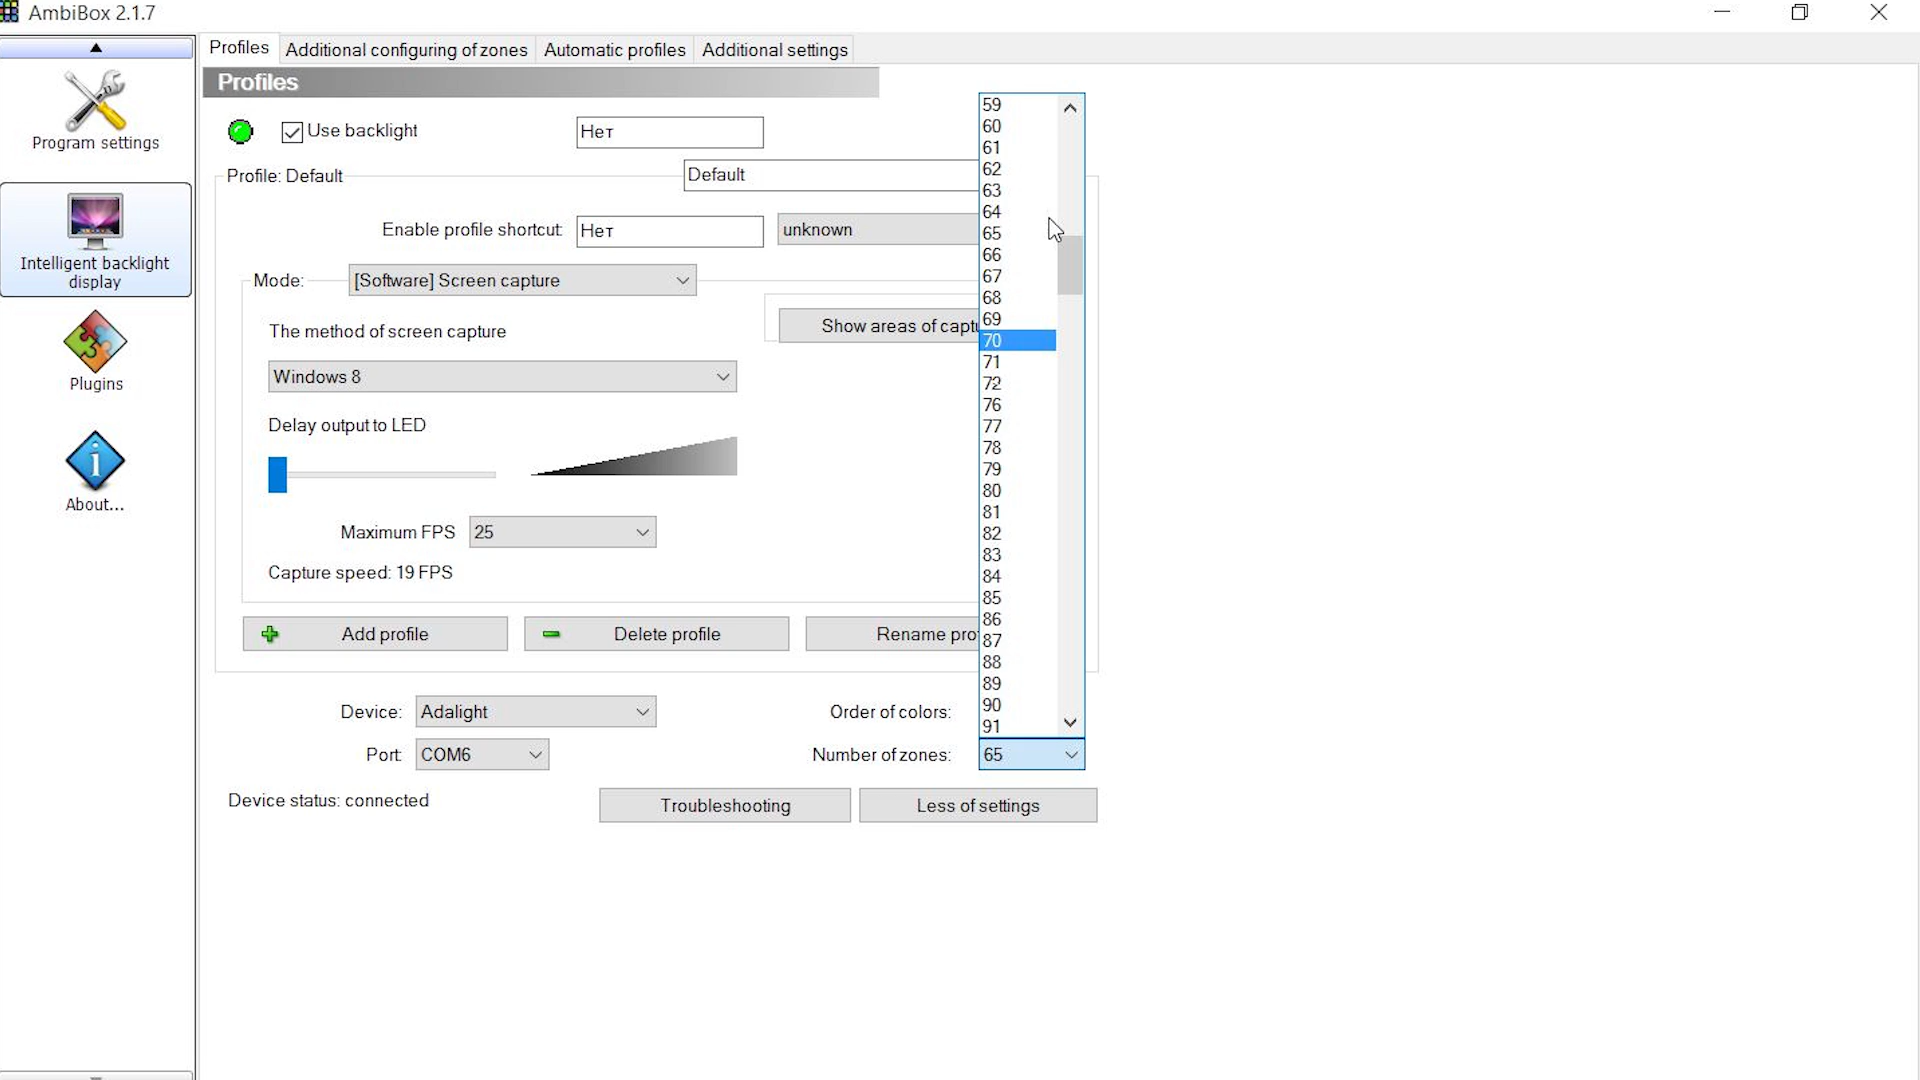 AmbiBox 2.1.7
Profiles
Additional configuring of zones
Automatic profiles
Additional settings
Program settings
Intelligent backlight
display
Plugins
About...
Profiles
Use backlight
Нет
Profile: Default
Default
Enable profile shortcut:
Нет
unknown
Mode:
[Software] Screen capture
The method of screen capture
Show areas of captu
Windows 8
Delay output to LED
Maximum FPS
25
Capture speed: 19 FPS
Add profile
Delete profile
Rename prof
Device:
Adalight
Order of colors:
Port:
COM6
Number of zones:
65
59
60
61
62
63
64
65
66
67
68
69
70
71
72
76
77
78
79
80
81
82
83
84
85
86
87
88
89
90
91
Device status: connected
Troubleshooting
Less of settings